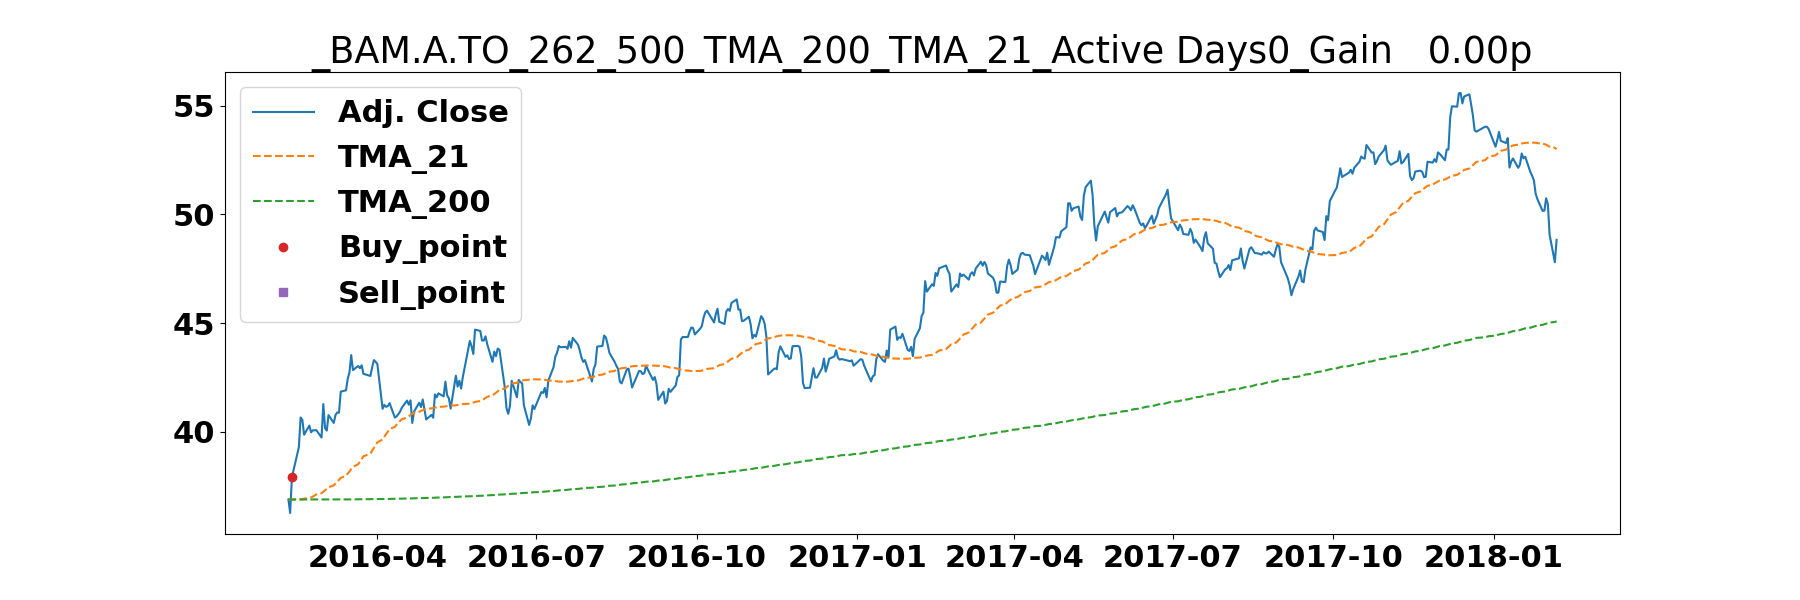 _BAM.A.TO_262_500_TMA_200_TMA_21_Active Days0_Gain   0.00p
55
50
45
40
Adj. Close
TMA_21
TMA_200
Buy_point
Sell_point
2016-04 2016-07 2016-10 2017-01 2017-04 2017-07 2017-10 2018-01